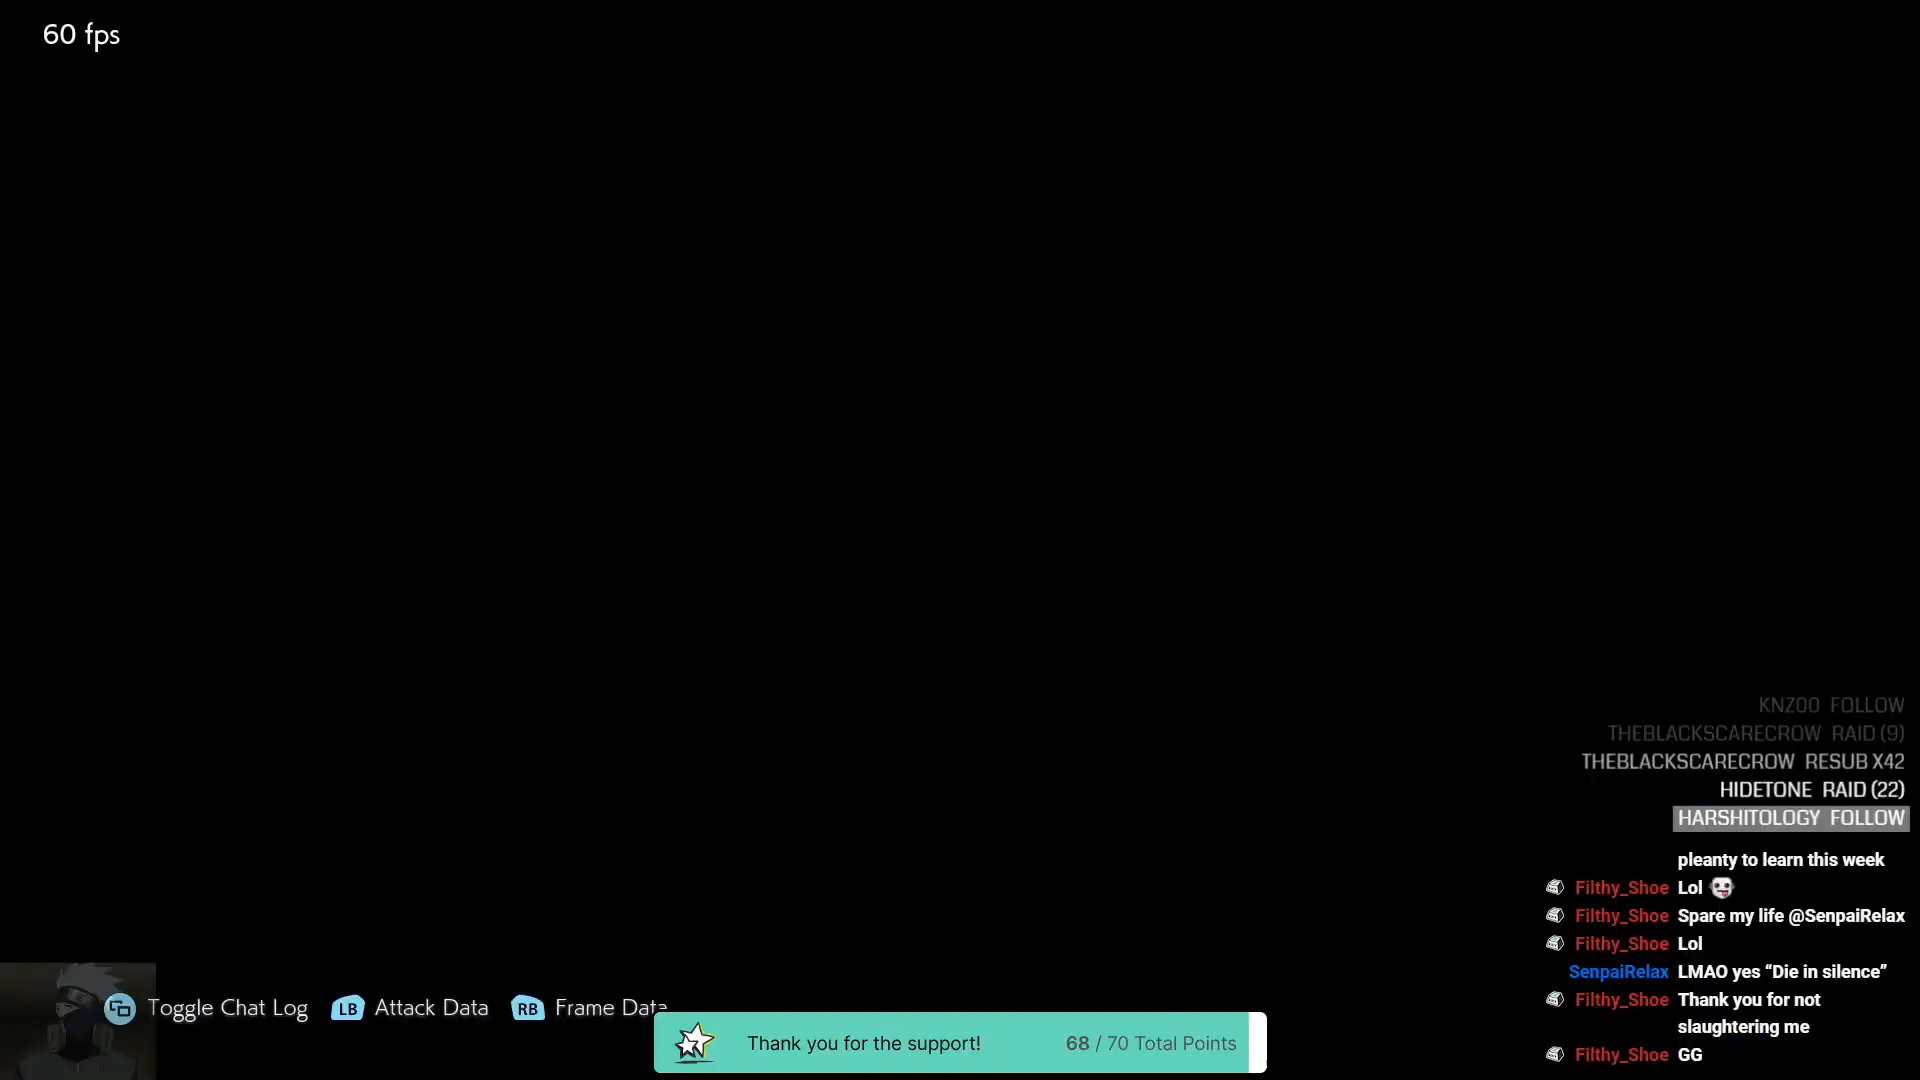 60 fps
KNZ00 FOLLOW
THEBLACKSCARECROW RAID (9)
THEBLACKSCARECROW RESUB X42
HIDETONE RAID (22)
HARSHITOLOGY FOLLOW
pleanty to learn this week
Filthy_Shoe Lol
Filthy_Shoe Spare my life @SenpaiRelax
Filthy_Shoe Lol
SenpaiRelax LMAO yes “Die in silence”
Filthy_Shoe Thank you for not
slaughtering me
Filthy_Shoe GG
Toggle Chat Log LB Attack Data RB Frame Data
Thank you for the support! 68 / 70 Total Points